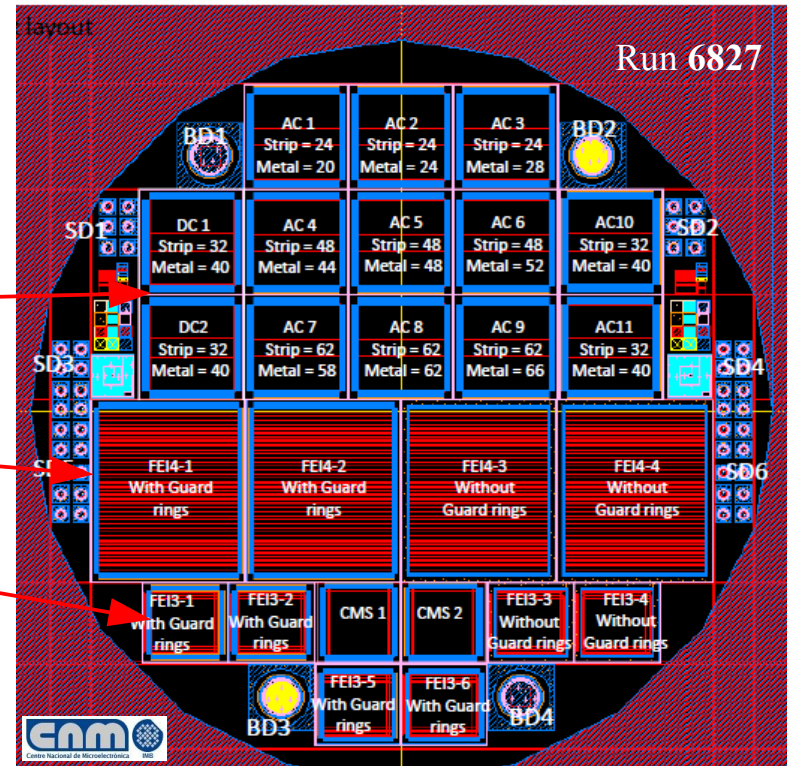 layout
Run 6827
BD1
AC 1
Strip = 24
Metal = 20
AC 2
Strip = 24
Metal = 24
AC 3
Strip = 24
Metal = 28
BD2
SD1
DC 1
Strip = 32
Metal = 40
AC 4
Strip = 48
Metal = 44
AC 5
Strip = 48
Metal = 48
AC 6
Strip = 48
Metal = 52
AC10
Strip = 32
Metal = 40
SD2
SD3
DC2
Strip = 32
Metal = 40
AC 7
Strip = 62
Metal = 58
AC 8
Strip = 62
Metal = 62
AC 9
Strip = 62
Metal = 66
AC11
Strip = 32
Metal = 40
SD4
SD5
FEI4-1
With Guard
rings
FEI4-2
With Guard
rings
FEI4-3
Without
Guard rings
FEI4-4
Without
Guard rings
SD6
FEI3-1
With Guard
rings
FEI3-2
With Guard
rings
CMS 1
CMS 2
FEI3-3
Without
Guard rings
FEI3-4
Without
Guard rings
BD3
FEI3-5
With Guard
rings
FEI3-6
With Guard
rings
BD4
cnm
Centro Nacional de Microelectrónica
IMB